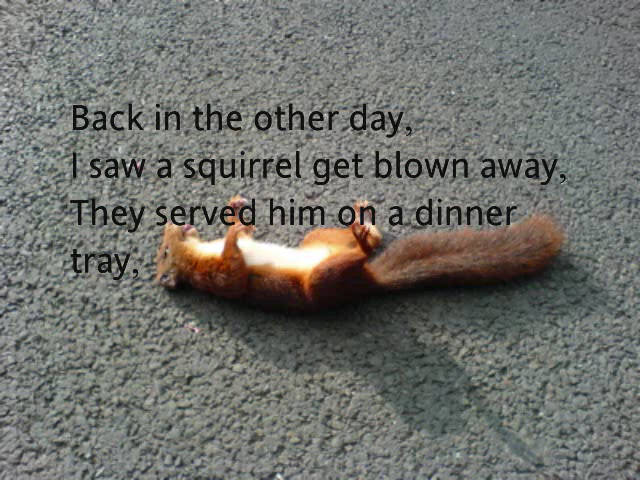 Back in the other day,
I saw a squirrel get blown away,
They served him on a dinner
tray,